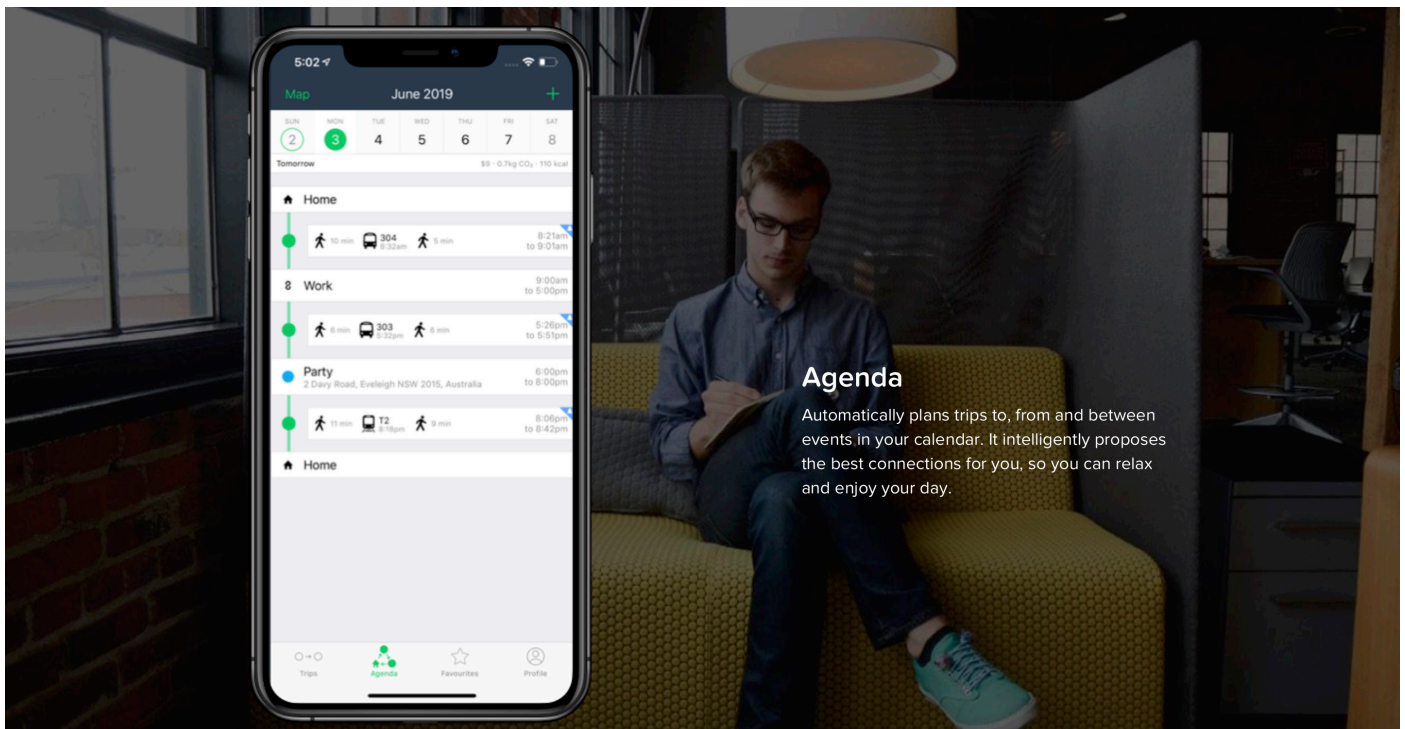 5:02
Map June 2019 +
SUN MON TUE WED THU FRI SAT
2 3 4 5 6 7 8
Tomorrow $9 · 0.7kg CO₂ · 110 kcal
Home
10 min 304 8:32am 5 min 8:21am to 9:01am
Work 9:00am to 5:00pm
6 min 303 5:32pm 6 min 5:26pm to 5:51pm
Party 6:00pm
2 Davy Road, Eveleigh NSW 2015, Australia to 8:00pm
11 min T2 8:18pm 9 min 8:06pm to 8:42pm
Home
Trips Agenda Favourites Profile
Agenda
Automatically plans trips to, from and between
events in your calendar. It intelligently proposes
the best connections for you, so you can relax
and enjoy your day.